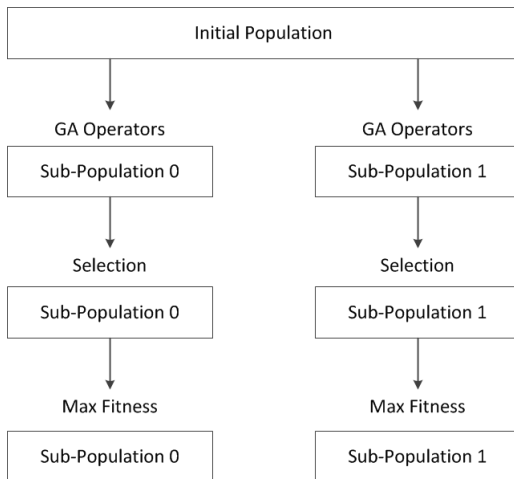 Initial Population
GA Operators
GA Operators
Sub-Population 0
Sub-Population 1
Selection
Selection
Sub-Population 0
Sub-Population 1
Max Fitness
Max Fitness
Sub-Population 0
Sub-Population 1